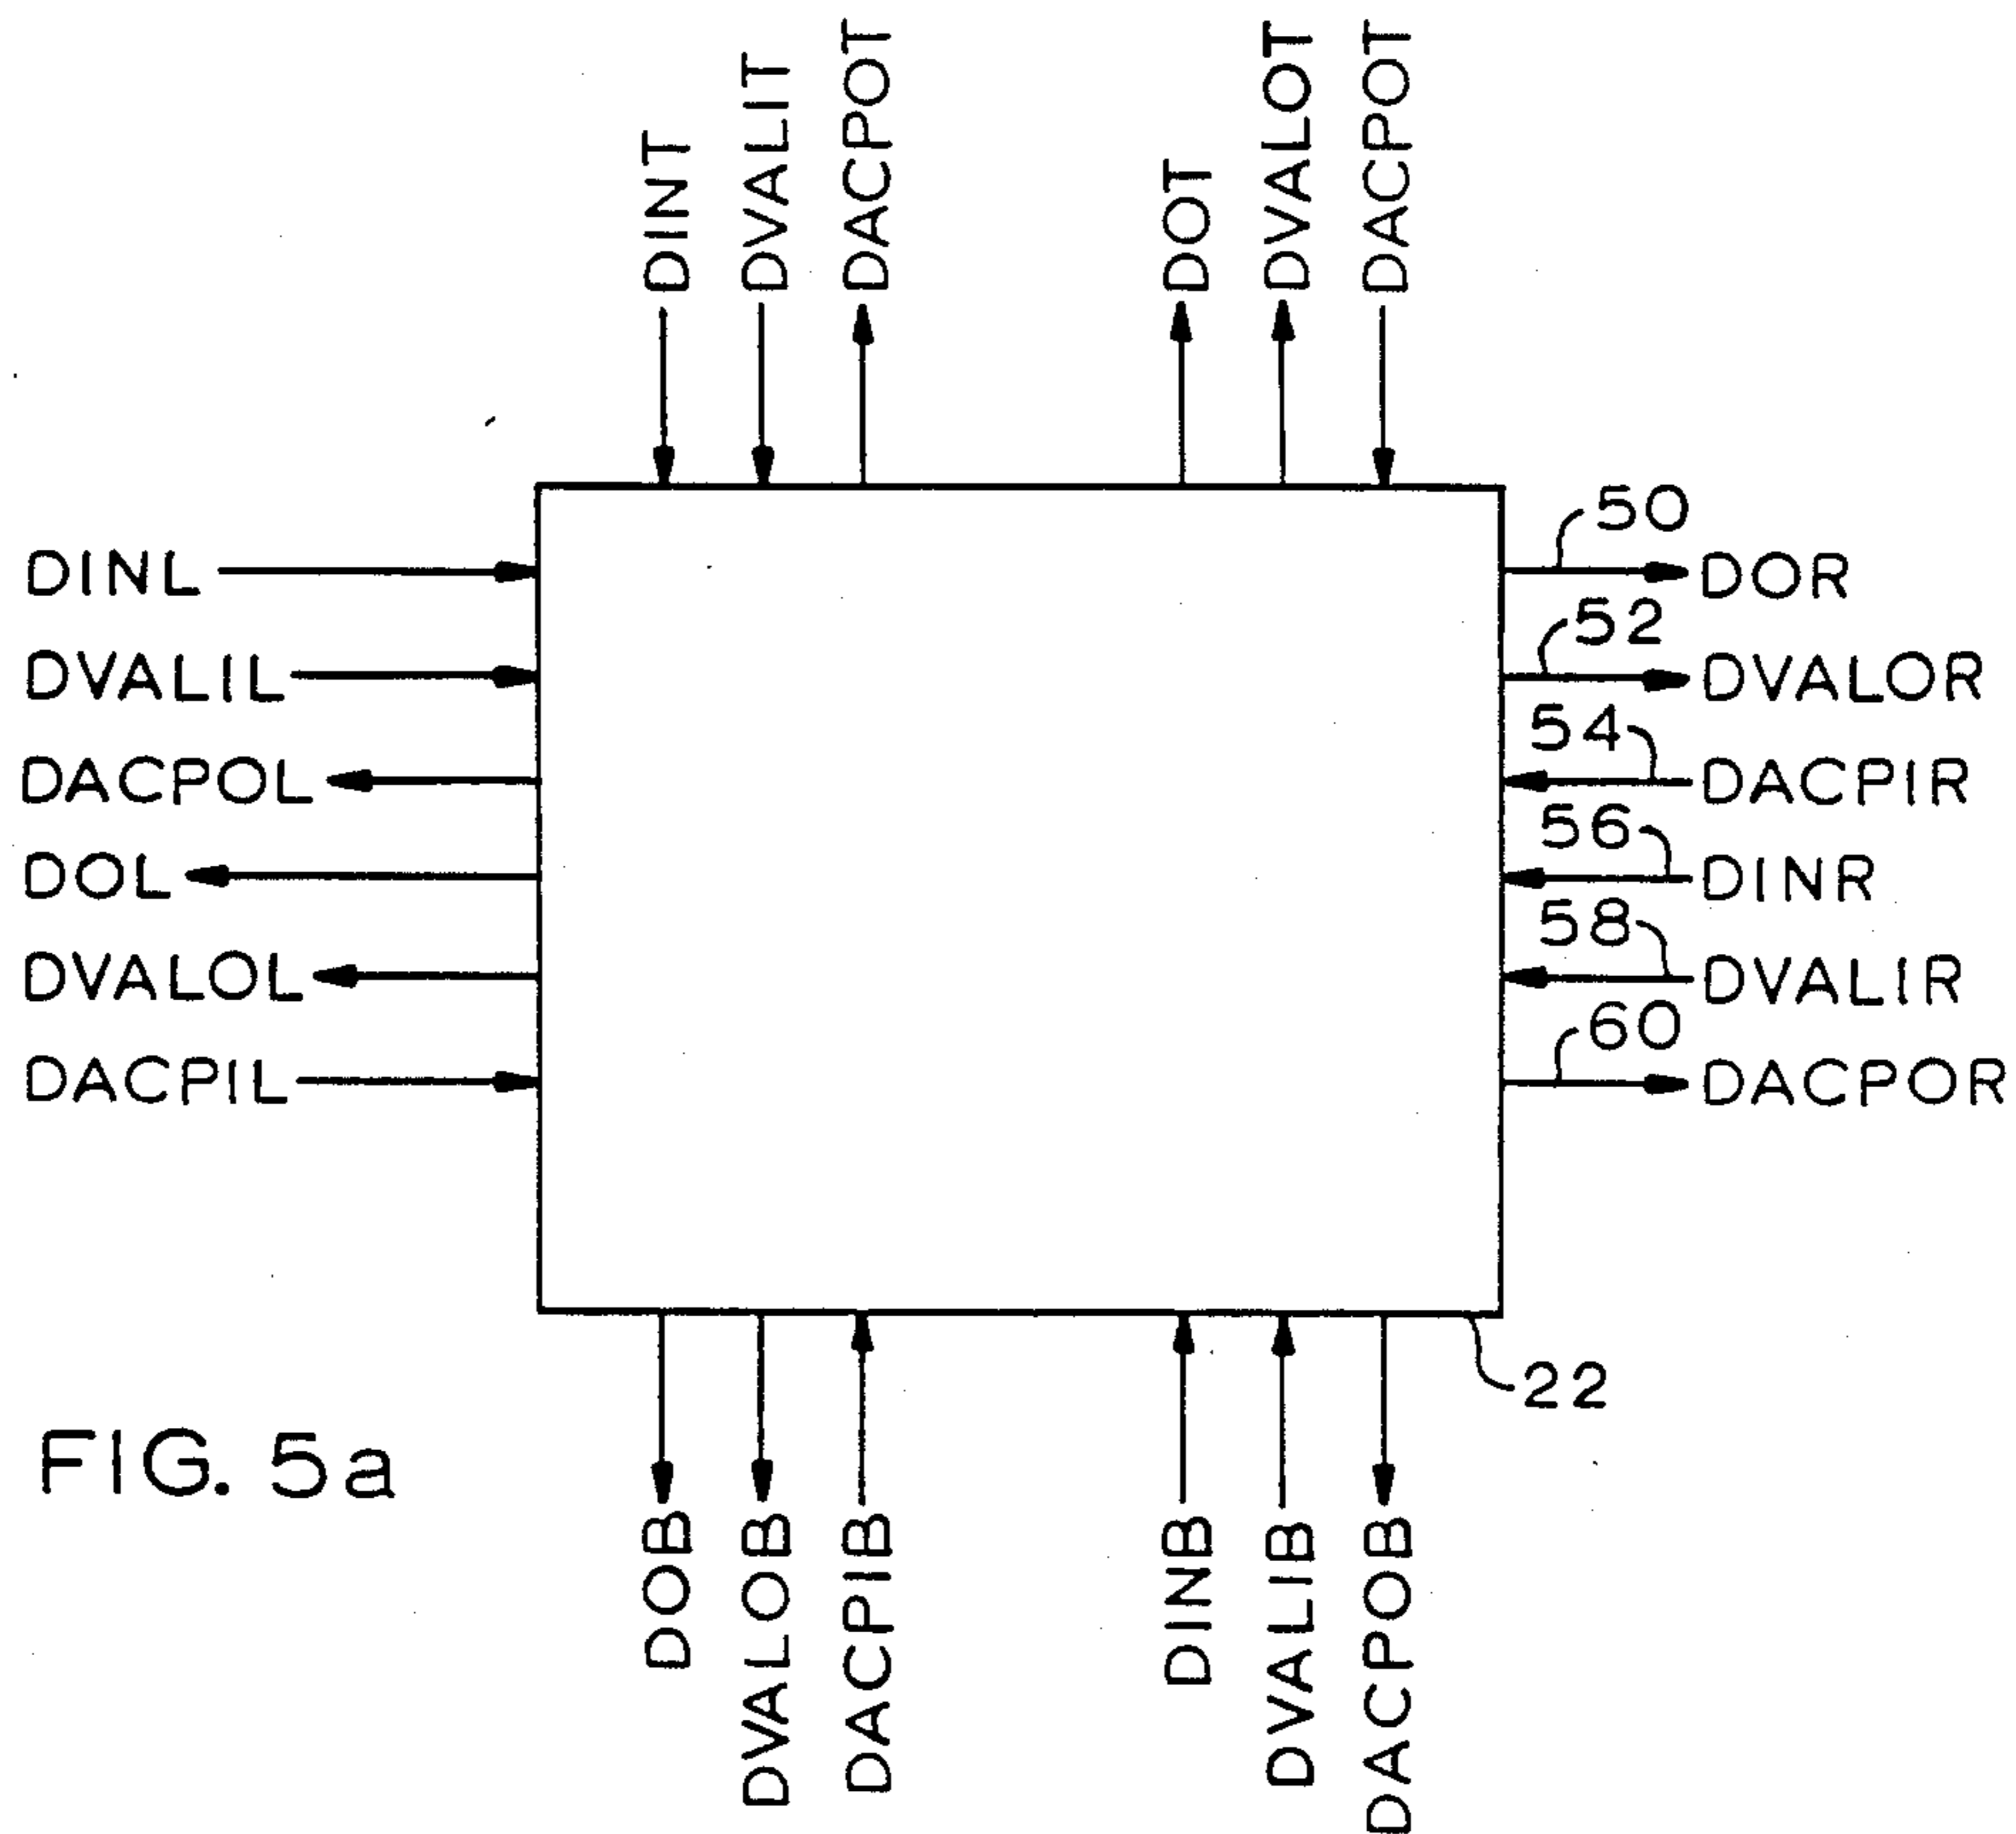 DINT
DVALIT
DACPOT
DOT
DVALOT
DACPOT
DINL
DVALIL
DACPOL
DOL
DVALOL
DACPIL
50
DOR
52
DVALOR
54
DACPIR
56
DINR
58
DVALIR
60
DACPOR
22
DOB
DVALOB
DACPIB
DINB
DVALIB
DACPOB
FIG. 5a